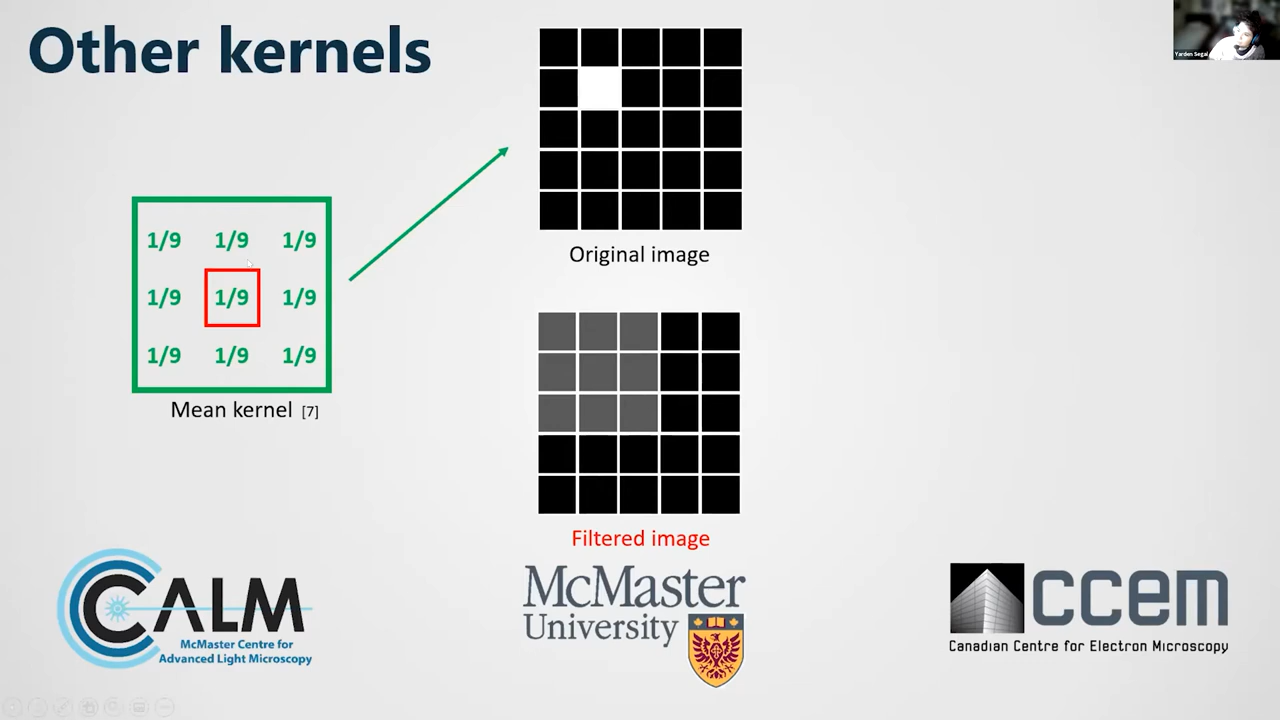 Other kernels
Yarden Segal
1/9 1/9 1/9
1/9 1/9 1/9
1/9 1/9 1/9
Mean kernel [7]
Original image
Filtered image
CALM
McMaster Centre for
Advanced Light Microscopy
McMaster
University
ccem
Canadian Centre for Electron Microscopy